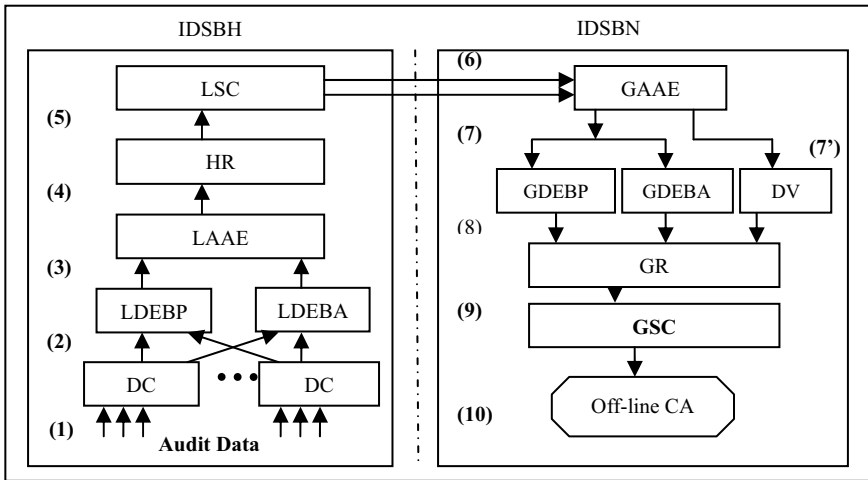 IDSBH
LSC
(5)
HR
(4)
LAAE
(3)
LDEBP LDEBA
(2)
DC ••• DC
(1)
Audit Data
IDSBN
(6)
GAAE
(7) (7’)
GDEBP GDEBA DV
(8)
GR
(9)
GSC
(10)
Off-line CA